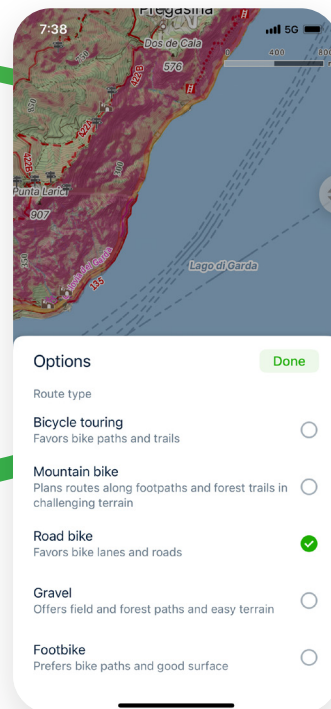 Pregasina
7:38
5G
Dos de Cala
576
0 400 800
422B
422B
Punta Larici
907
Lago di Garda
135
Options
Done
Route type
Bicycle touring
Favors bike paths and trails
Mountain bike
Plans routes along footpaths and forest trails in
challenging terrain
Road bike
Favors bike lanes and roads
Gravel
Offers field and forest paths and easy terrain
Footbike
Prefers bike paths and good surface